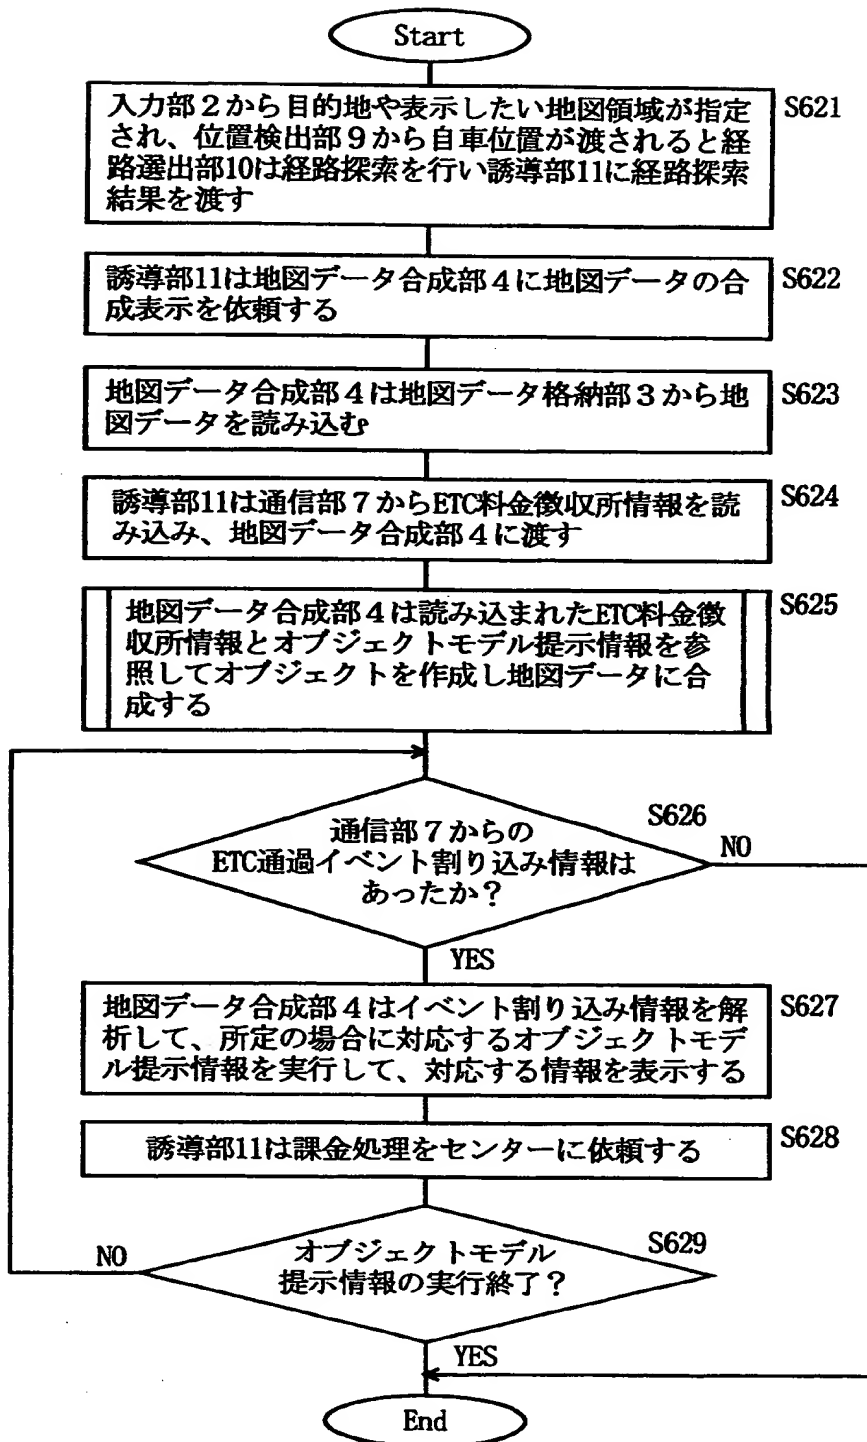 Start
入力部２から目的地や表示したい地図領域が指定
され、位置検出部９から自車位置が渡されると経
路選出部10は経路探索を行い誘導部11に経路探索
結果を渡す
S621
誘導部11は地図データ合成部４に地図データの合
成表示を依頼する
S622
地図データ合成部４は地図データ格納部３から地
図データを読み込む
S623
誘導部11は通信部７からETC料金徴収所情報を読
み込み、地図データ合成部４に渡す
S624
地図データ合成部４は読み込まれたETC料金徴
収所情報とオブジェクトモデル提示情報を参
照してオブジェクトを作成し地図データに合
成する
S625
通信部７からの
ETC通過イベント割り込み情報は
あったか？
S626
NO
YES
地図データ合成部４はイベント割り込み情報を解
析して、所定の場合に対応するオブジェクトモデ
ル提示情報を実行して、対応する情報を表示する
S627
誘導部11は課金処理をセンターに依頼する
S628
オブジェクトモデル
提示情報の実行終了？
S629
NO
YES
End